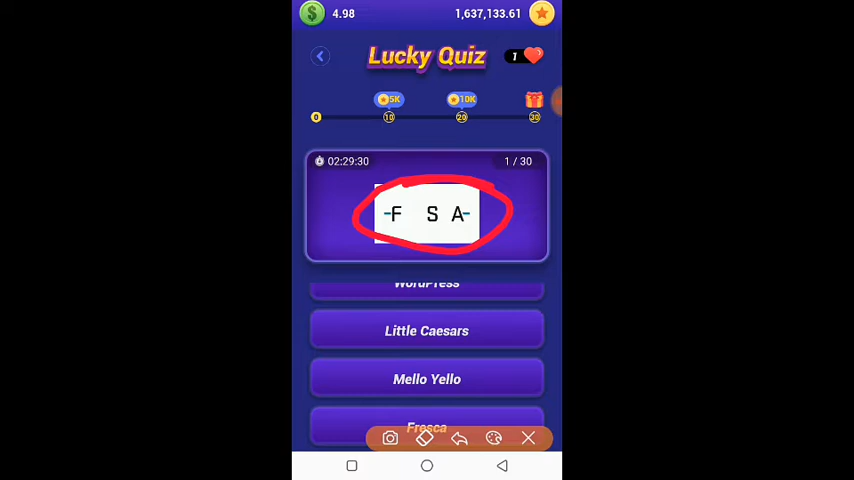 $ 4.98 1,637,133.61
Lucky Quiz
1
5K 10K
0 10 20 30
02:29:30 1 / 30
-F S A-
WordPress
Little Caesars
Mello Yello
Fresca